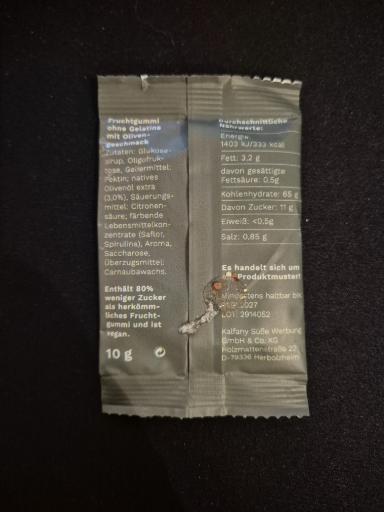 Fruchtgummi
ohne Gelatine
mit Oliven-
geschmack
Zutaten: Glukose-
sirup, Oligofruk-
tose, Geliermittel:
Pektin; natives
Olivenöl extra
(3,0%), Säuerungs-
mittel: Citronen-
säure; färbende
Lebensmittelkon-
zentrate (Saflor,
Spirulina), Aroma,
Saccharose,
Überzugsmittel:
Carnaubawachs.
Enthält 80%
weniger Zucker
als herkömm-
liches Frucht-
gummi und ist
vegan.
10 g
Durchschnittliche
Nährwerte:
Energie:
1403 kJ/333 kcal
Fett: 3,2 g
davon gesättigte
Fettsäure: 0,5g
Kohlenhydrate: 65 g
Davon Zucker: 11 g
Eiweiß: <0,5g
Salz: 0,85 g
Es handelt sich um
Produktmuster!
Mindestens haltbar bis
2027
LOT: 2914052
Kalfany Süße Werbung
GmbH & Co. KG
Holzmattenstraße 22
D-79336 Herbolzheim